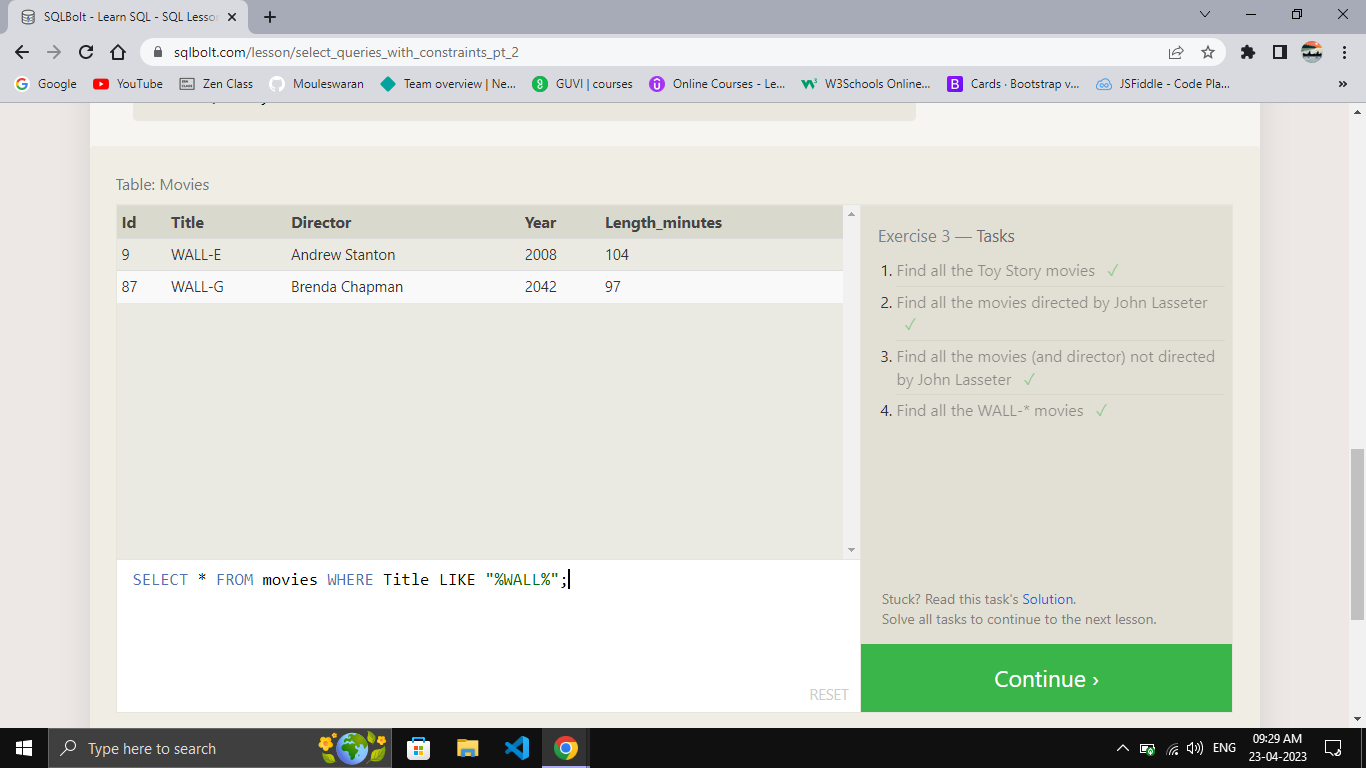 SQLBolt - Learn SQL - SQL Lesson
sqlbolt.com/lesson/select_queries_with_constraints_pt_2
Google YouTube Zen Class Mouleswaran Team overview | Ne... GUVI | courses Online Courses - Le... W3Schools Online... Cards · Bootstrap v... JSFiddle - Code Pla... »
Table: Movies
Id Title Director Year Length_minutes
9 WALL-E Andrew Stanton 2008 104
87 WALL-G Brenda Chapman 2042 97
Exercise 3 — Tasks
1. Find all the Toy Story movies ✓
2. Find all the movies directed by John Lasseter
✓
3. Find all the movies (and director) not directed
by John Lasseter ✓
4. Find all the WALL-* movies ✓
SELECT * FROM movies WHERE Title LIKE "%WALL%";
RESET
Stuck? Read this task's Solution.
Solve all tasks to continue to the next lesson.
Continue ›
Type here to search
ENG
09:29 AM
23-04-2023